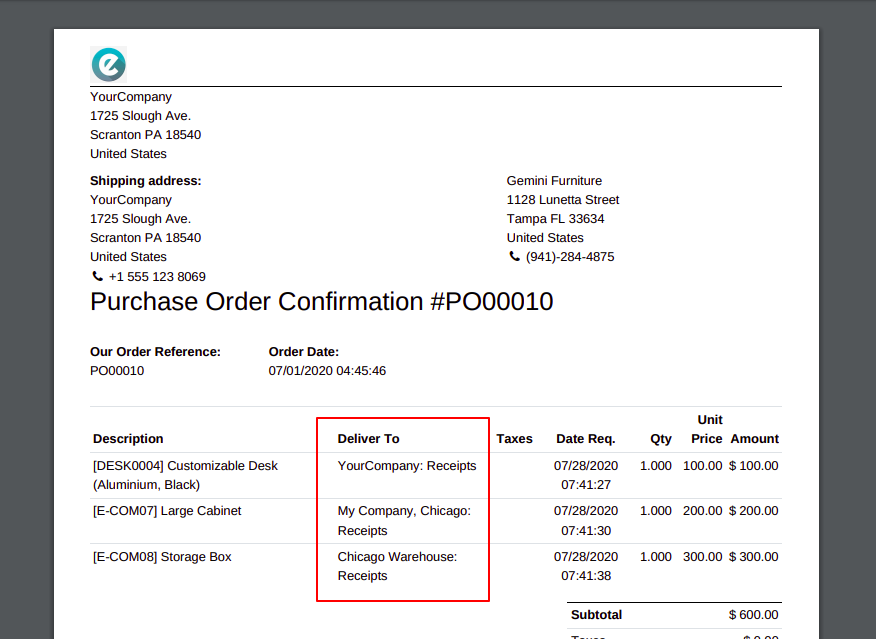 e
YourCompany
1725 Slough Ave.
Scranton PA 18540
United States
Shipping address:
YourCompany
1725 Slough Ave.
Scranton PA 18540
United States
+1 555 123 8069
Gemini Furniture
1128 Lunetta Street
Tampa FL 33634
United States
(941)-284-4875
Purchase Order Confirmation #PO00010
Our Order Reference: Order Date:
PO00010 07/01/2020 04:45:46
Unit
Description Deliver To Taxes Date Req. Qty Price Amount
[DESK0004] Customizable Desk YourCompany: Receipts 07/28/2020 1.000 100.00 $ 100.00
(Aluminium, Black) 07:41:27
[E-COM07] Large Cabinet My Company, Chicago: 07/28/2020 1.000 200.00 $ 200.00
Receipts 07:41:30
[E-COM08] Storage Box Chicago Warehouse: 07/28/2020 1.000 300.00 $ 300.00
Receipts 07:41:38
Subtotal $ 600.00
Taxes $ 0.00